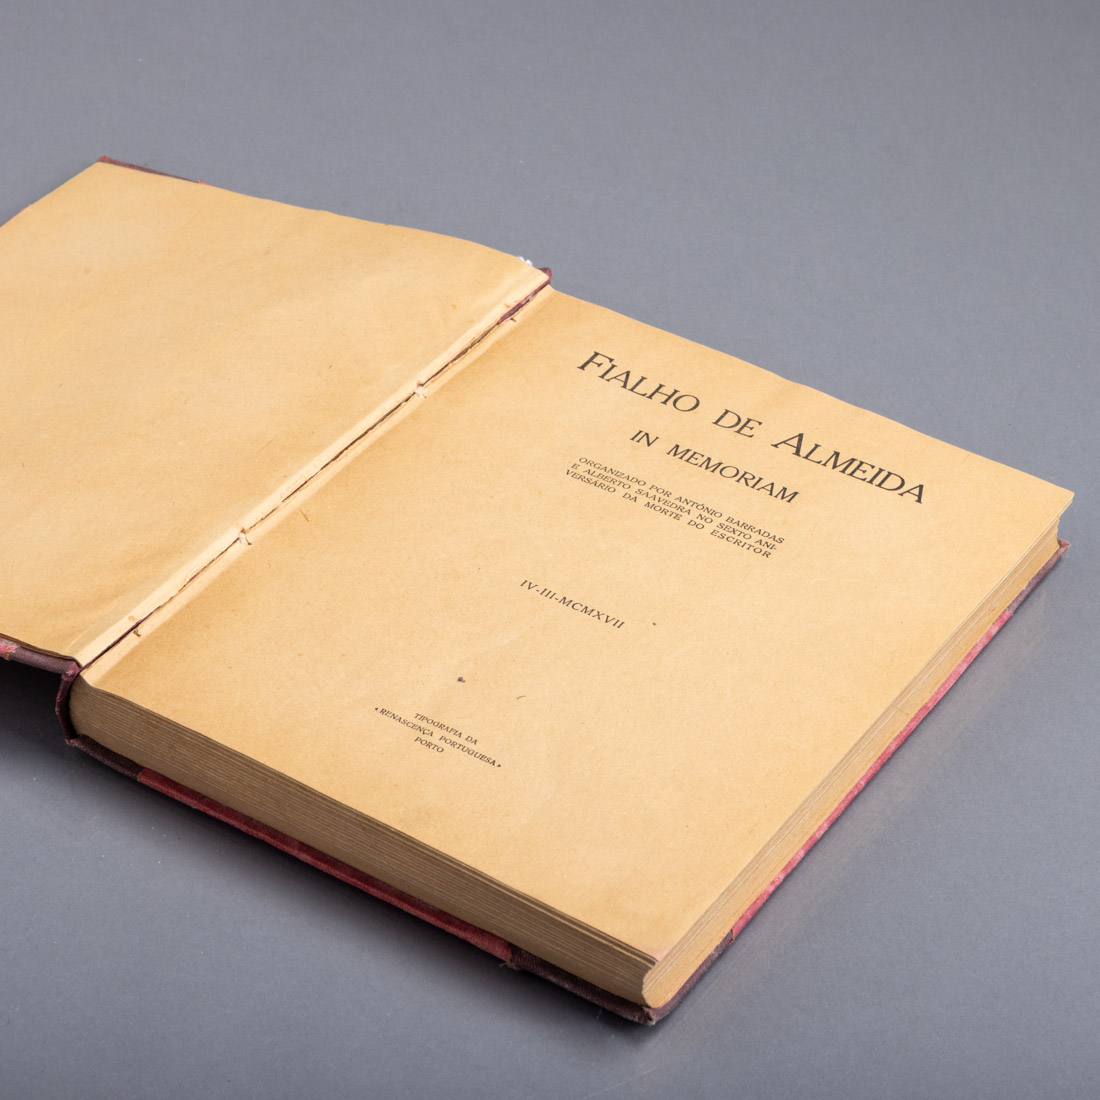 FIALHO DE ALMEIDA
IN MEMORIAM
ORGANIZADO POR ANTÓNIO BARRADAS
E ALBERTO SAAVEDRA NO SEXTO ANI-
VERSÁRIO DA MORTE DO ESCRITOR
IV-III-MCMXVII
TIPOGRAFIA DA
‹RENASCENÇA PORTUGUESA›
PORTO